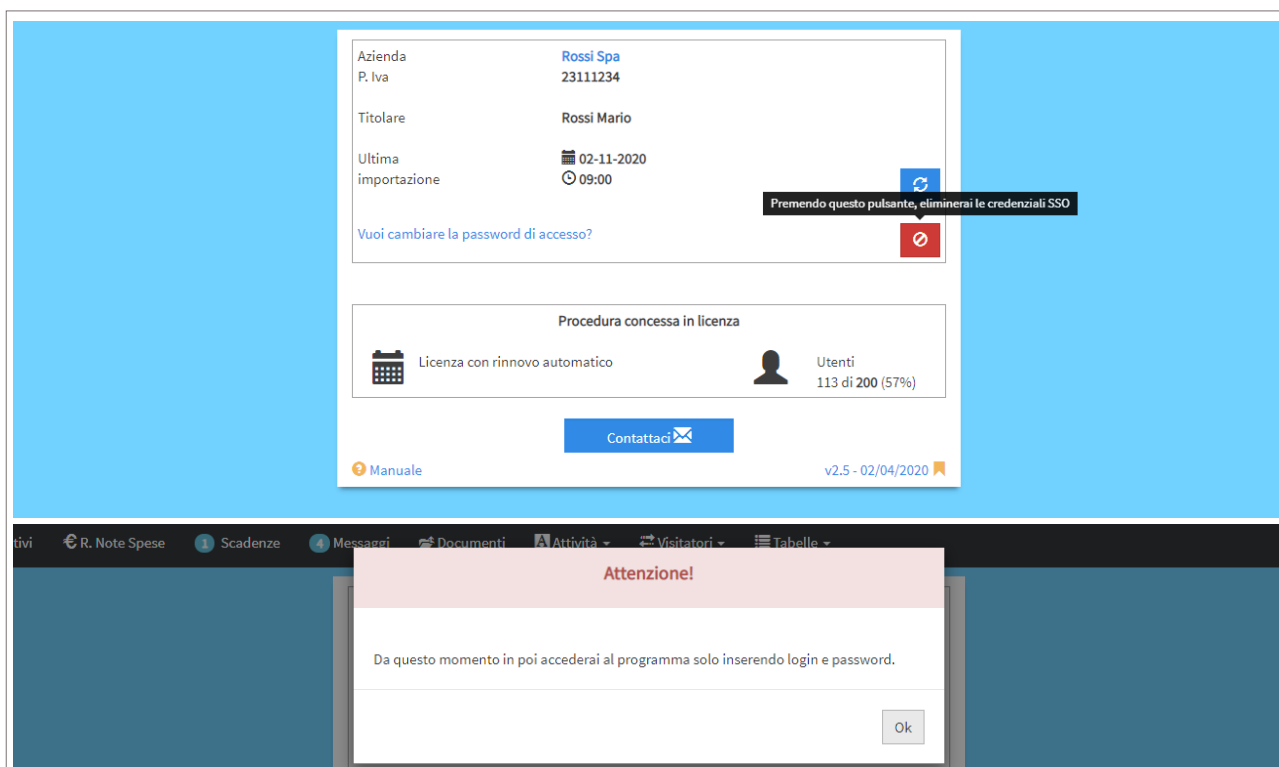 Azienda Rossi Spa
P. Iva 23111234
Titolare Rossi Mario
Ultima 02-11-2020
importazione 09:00
Premendo questo pulsante, eliminerai le credenziali SSO
Vuoi cambiare la password di accesso?
Procedura concessa in licenza
Licenza con rinnovo automatico Utenti
113 di 200 (57%)
Contattaci
? Manuale v2.5 - 02/04/2020
tivi € R. Note Spese 1 Scadenze 4 Messaggi Documenti A Attività Visitatori Tabelle
Attenzione!
Da questo momento in poi accederai al programma solo inserendo login e password.
Ok